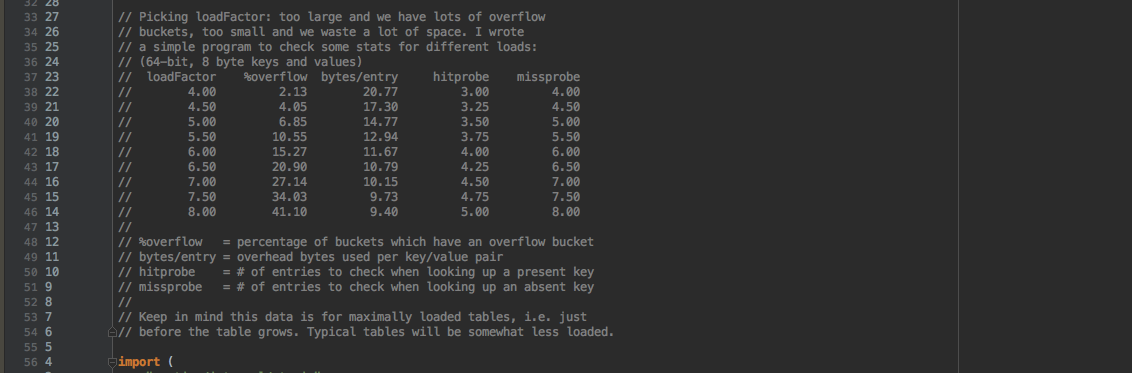 32 28
33 27 // Picking loadFactor: too large and we have lots of overflow
34 26 // buckets, too small and we waste a lot of space. I wrote
35 25 // a simple program to check some stats for different loads:
36 24 // (64-bit, 8 byte keys and values)
37 23 // loadFactor %overflow bytes/entry hitprobe missprobe
38 22 // 4.00 2.13 20.77 3.00 4.00
39 21 // 4.50 4.05 17.30 3.25 4.50
40 20 // 5.00 6.85 14.77 3.50 5.00
41 19 // 5.50 10.55 12.94 3.75 5.50
42 18 // 6.00 15.27 11.67 4.00 6.00
43 17 // 6.50 20.90 10.79 4.25 6.50
44 16 // 7.00 27.14 10.15 4.50 7.00
45 15 // 7.50 34.03 9.73 4.75 7.50
46 14 // 8.00 41.10 9.40 5.00 8.00
47 13 //
48 12 // %overflow = percentage of buckets which have an overflow bucket
49 11 // bytes/entry = overhead bytes used per key/value pair
50 10 // hitprobe = # of entries to check when looking up a present key
51 9 // missprobe = # of entries to check when looking up an absent key
52 8 //
53 7 // Keep in mind this data is for maximally loaded tables, i.e. just
54 6 // before the table grows. Typical tables will be somewhat less loaded.
55 5
56 4 import (